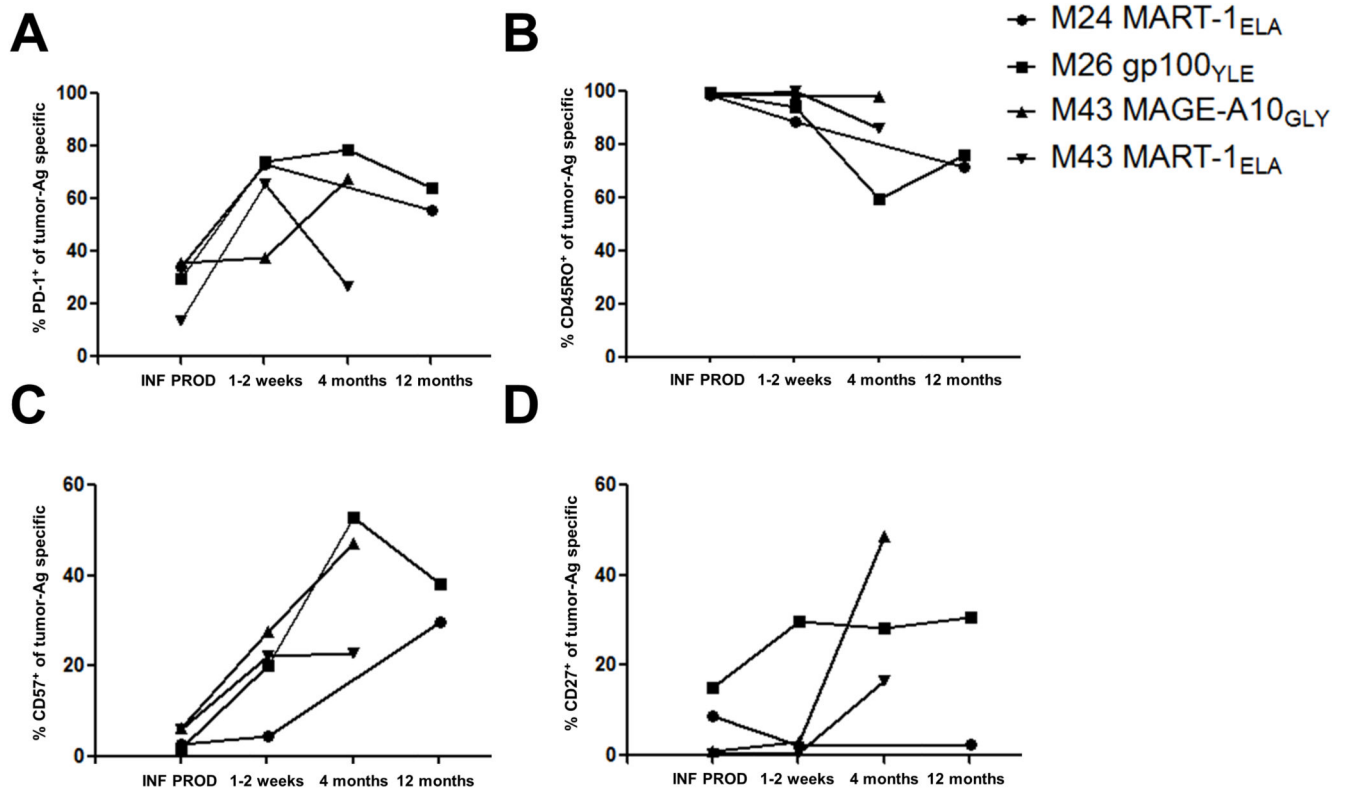 A
B
M24 MART-1ELA
M26 gp100YLE
M43 MAGE-A10GLY
M43 MART-1ELA
% PD-1+ of tumor-Ag specific
100
80
60
40
20
0
INF PROD 1-2 weeks 4 months 12 months
% CD45RO+ of tumor-Ag specific
100
80
60
40
20
0
INF PROD 1-2 weeks 4 months 12 months
C
D
% CD57+ of tumor-Ag specific
60
40
20
0
INF PROD 1-2 weeks 4 months 12 months
% CD27+ of tumor-Ag specific
60
40
20
0
INF PROD 1-2 weeks 4 months 12 months